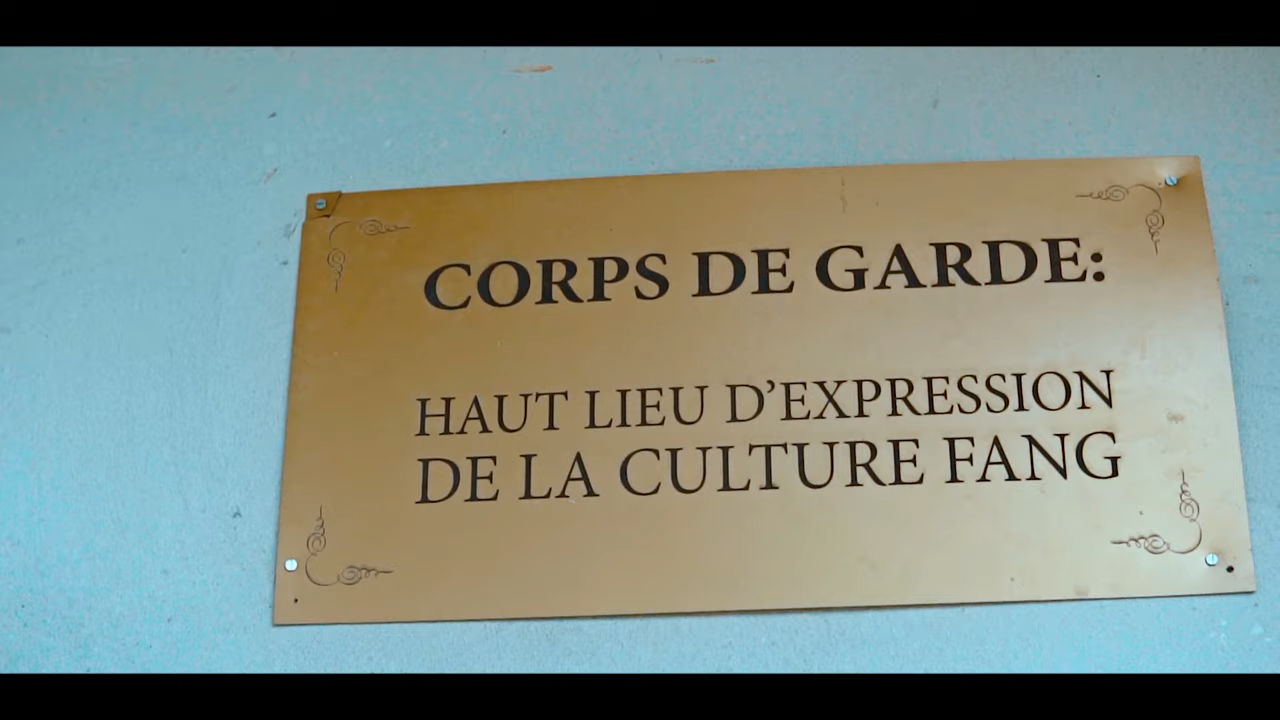 CORPS DE GARDE:
HAUT LIEU D'EXPRESSION
DE LA CULTURE FANG